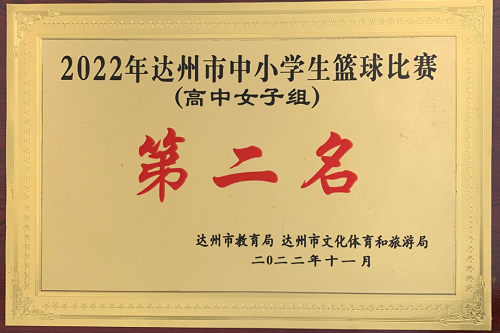 2022年达州市中小学生篮球比赛
(高中女子组)
第二名
达州市教育局 达州市文化体育和旅游局
二〇二二年十一月